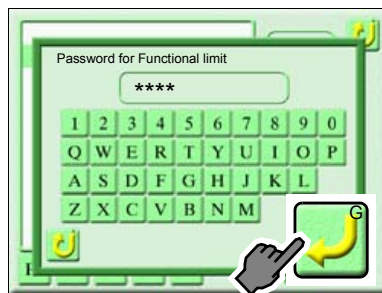 Password for Functional limit
****
1 2 3 4 5 6 7 8 9 0
Q W E R T Y U I O P
A S D F G H J K L
Z X C V B N M
G